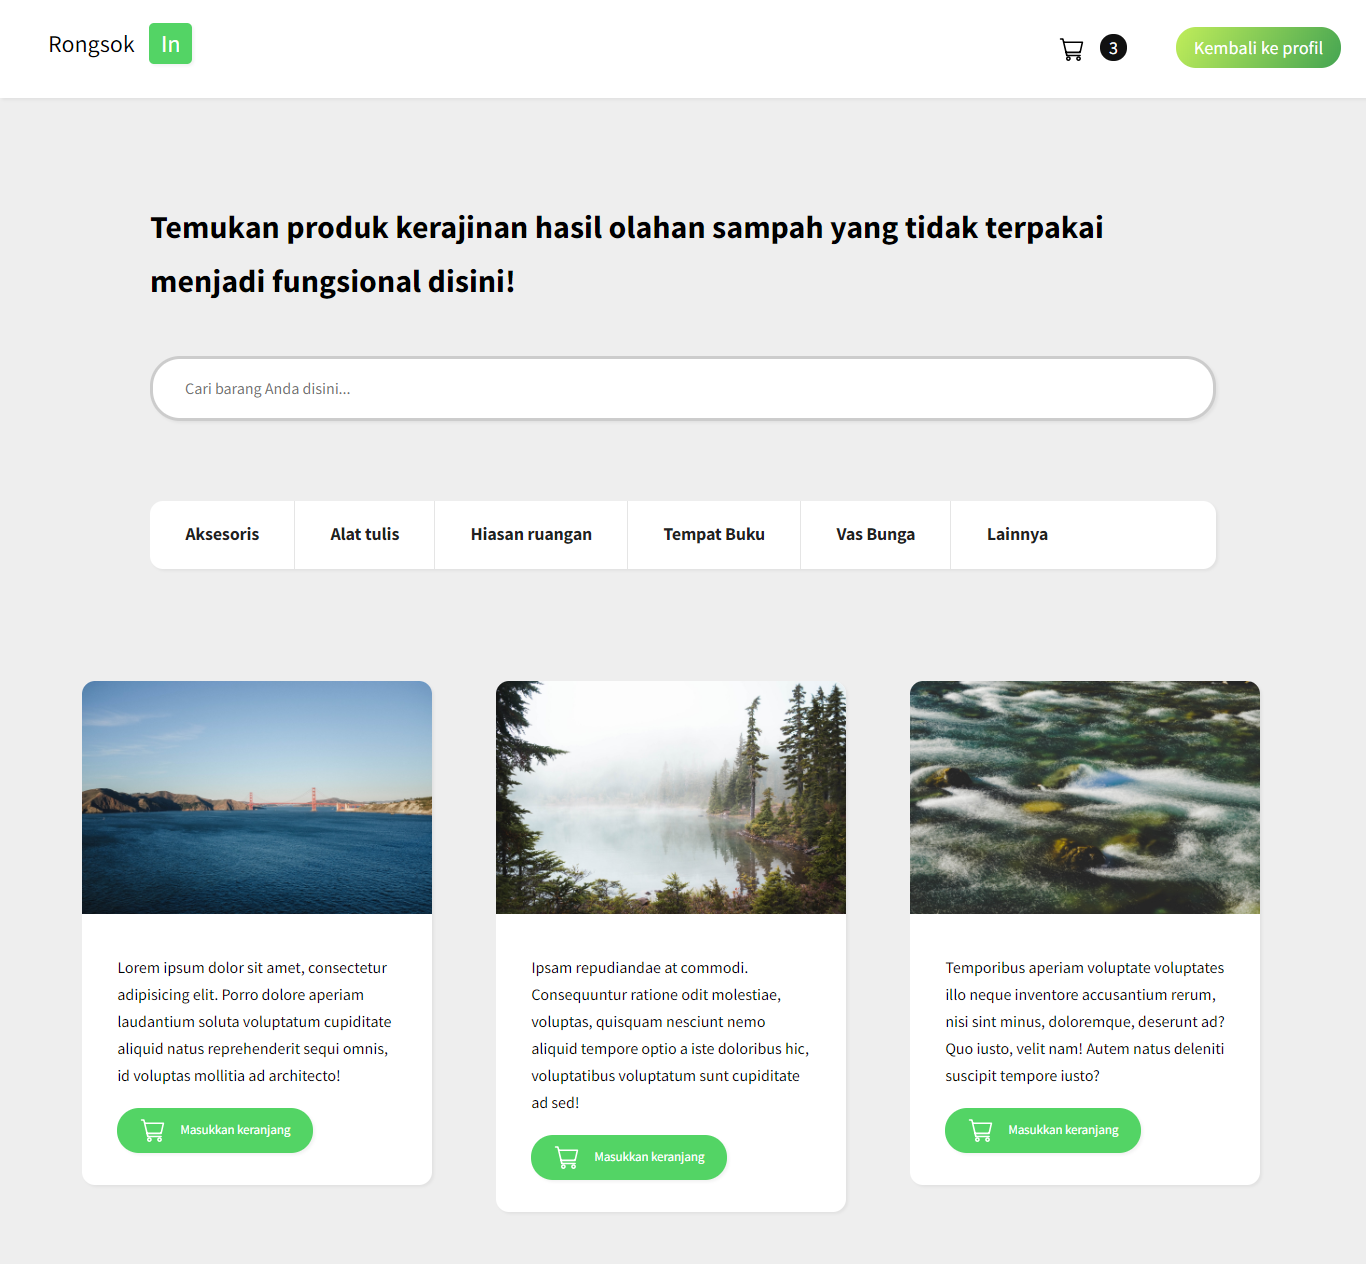 Rongsok In
3
Kembali ke profil
Temukan produk kerajinan hasil olahan sampah yang tidak terpakai
menjadi fungsional disini!
Cari barang Anda disini...
Aksesoris
Alat tulis
Hiasan ruangan
Tempat Buku
Vas Bunga
Lainnya
Lorem ipsum dolor sit amet, consectetur
adipisicing elit. Porro dolore aperiam
laudantium soluta voluptatum cupiditate
aliquid natus reprehenderit sequi omnis,
id voluptas mollitia ad architecto!
Masukkan keranjang
Ipsam repudiandae at commodi.
Consequuntur ratione odit molestiae,
voluptas, quisquam nesciunt nemo
aliquid tempore optio a iste doloribus hic,
voluptatibus voluptatum sunt cupiditate
ad sed!
Masukkan keranjang
Temporibus aperiam voluptate voluptates
illo neque inventore accusantium rerum,
nisi sint minus, doloremque, deserunt ad?
Quo iusto, velit nam! Autem natus deleniti
suscipit tempore iusto?
Masukkan keranjang